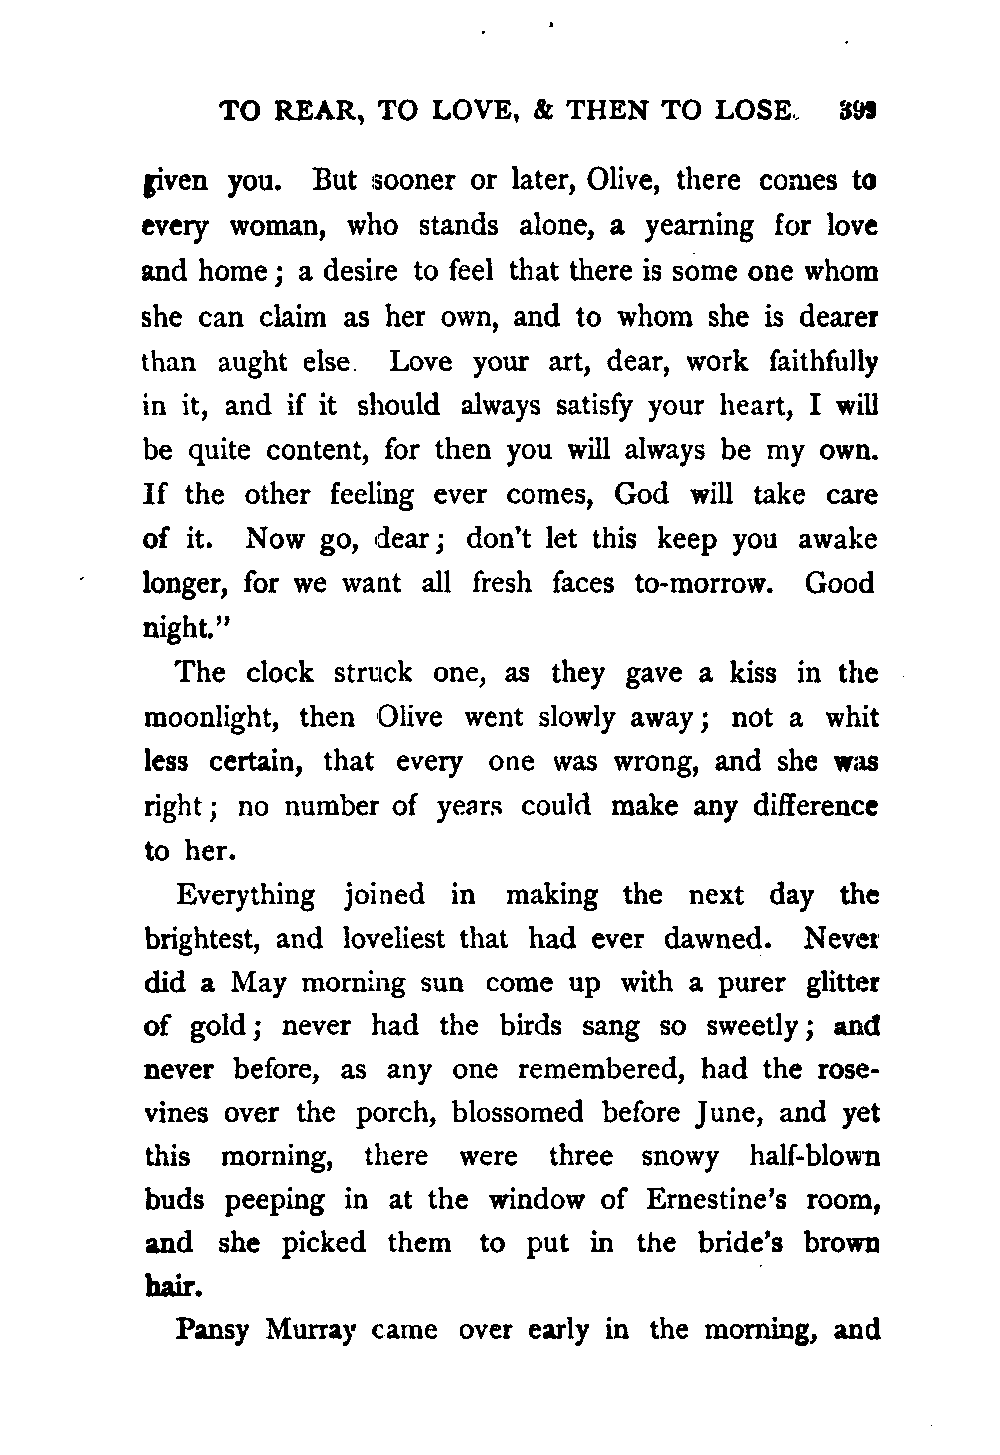 TO REAR, TO LOVE, & THEN TO LOSE. 399
given you. But sooner or later, Olive, there comes to
every woman, who stands alone, a yearning for love
and home ; a desire to feel that there is some one whom
she can claim as her own, and to whom she is dearer
than aught else. Love your art, dear, work faithfully
in it, and if it should always satisfy your heart, I will
be quite content, for then you will always be my own.
If the other feeling ever comes, God will take care
of it. Now go, dear ; don't let this keep you awake
longer, for we want all fresh faces to-morrow. Good
night."
The clock struck one, as they gave a kiss in the
moonlight, then Olive went slowly away ; not a whit
less certain, that every one was wrong, and she was
right ; no number of years could make any difference
to her.
Everything joined in making the next day the
brightest, and loveliest that had ever dawned. Never
did a May morning sun come up with a purer glitter
of gold ; never had the birds sang so sweetly ; and
never before, as any one remembered, had the rose-
vines over the porch, blossomed before June, and yet
this morning, there were three snowy half-blown
buds peeping in at the window of Ernestine's room,
and she picked them to put in the bride's brown
hair.
Pansy Murray came over early in the morning, and